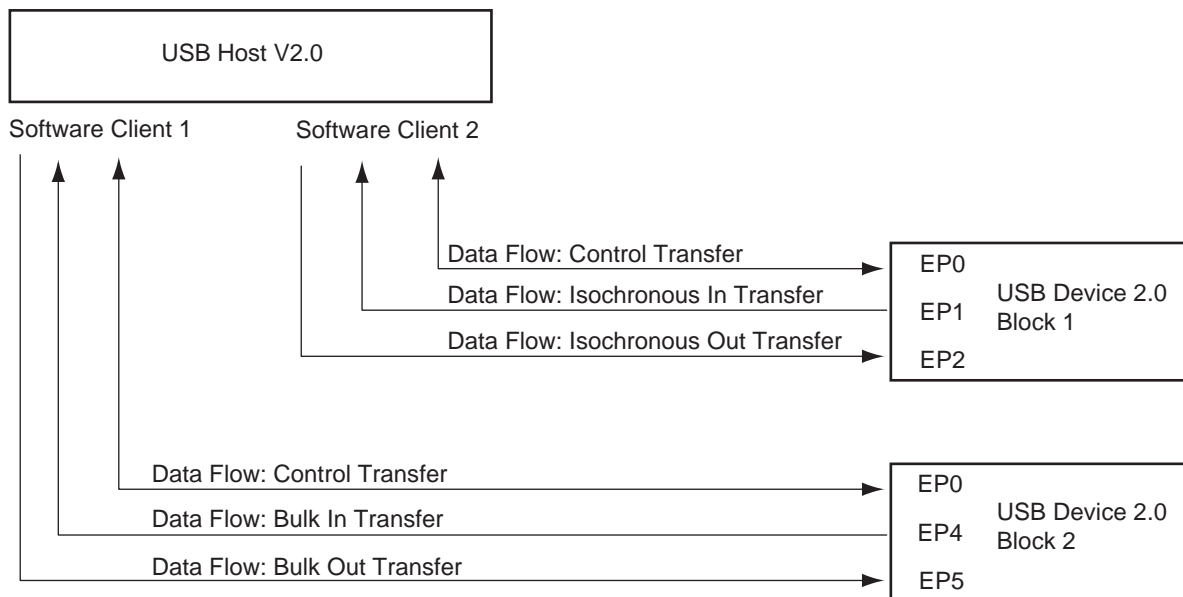 USB Host V2.0
Software Client 1
Software Client 2
Data Flow: Control Transfer
Data Flow: Isochronous In Transfer
Data Flow: Isochronous Out Transfer
EP0
EP1
EP2
USB Device 2.0
Block 1
Data Flow: Control Transfer
Data Flow: Bulk In Transfer
Data Flow: Bulk Out Transfer
EP0
EP4
EP5
USB Device 2.0
Block 2